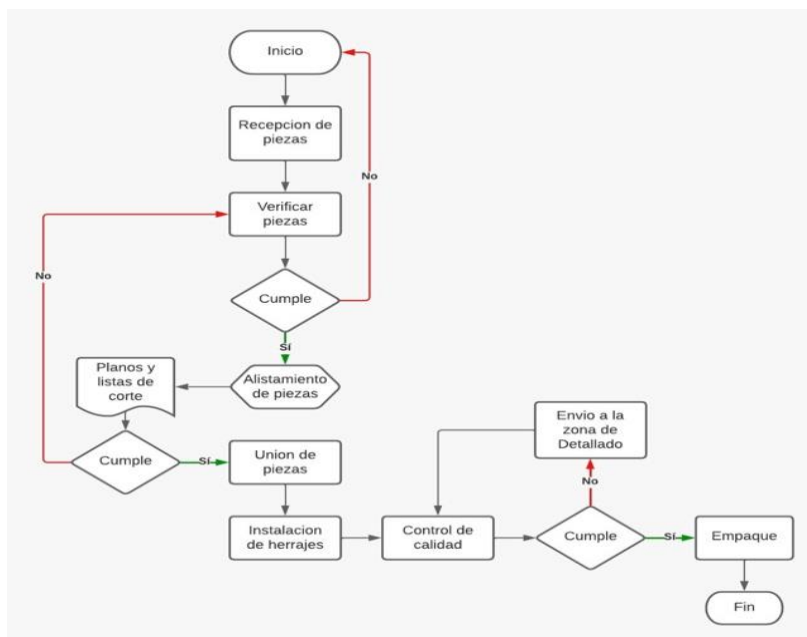 Inicio
Recepcion de
piezas
No
Verificar
piezas
No
Cumple
Sí
Planos y
listas de
corte
Alistamiento
de piezas
Envio a la
zona de
Detallado
Cumple
Sí
Union de
piezas
No
Instalacion
de herrajes
Control de
calidad
Cumple
Sí
Empaque
Fin